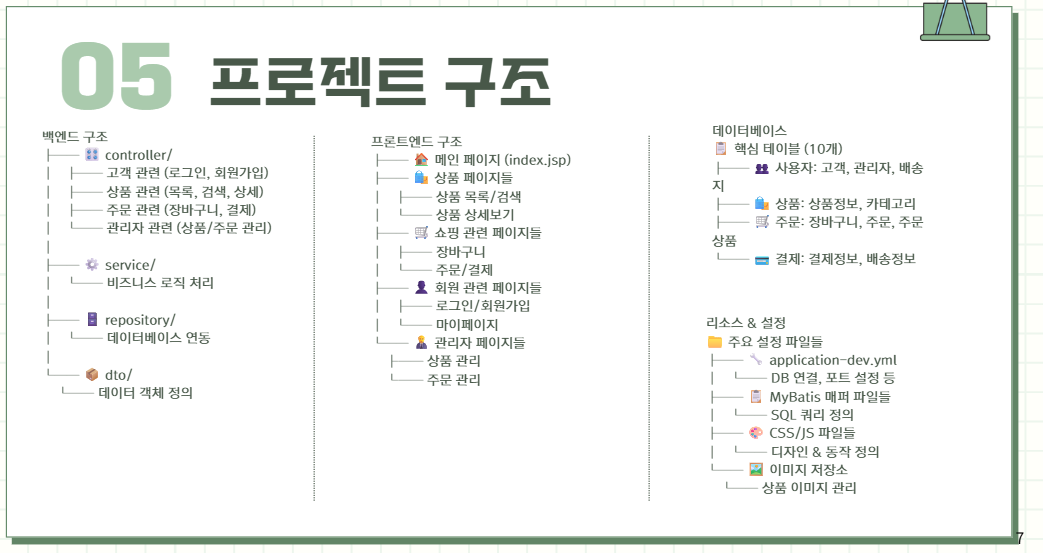 05 프로젝트 구조
백엔드 구조
├── 🎛️ controller/
│ ├── 고객 관련 (로그인, 회원가입)
│ ├── 상품 관련 (목록, 검색, 상세)
│ ├── 주문 관련 (장바구니, 결제)
│ └── 관리자 관련 (상품/주문 관리)
│
├── ⚙️ service/
│ └── 비즈니스 로직 처리
│
├── 🗄️ repository/
│ └── 데이터베이스 연동
│
└── 📦 dto/
└── 데이터 객체 정의
프론트엔드 구조
├── 🏠 메인 페이지 (index.jsp)
├── 🛍️ 상품 페이지들
│ ├── 상품 목록/검색
│ └── 상품 상세보기
├── 🛒 쇼핑 관련 페이지들
│ ├── 장바구니
│ └── 주문/결제
├── 👤 회원 관련 페이지들
│ ├── 로그인/회원가입
│ └── 마이페이지
└── 👨‍💼 관리자 페이지들
├── 상품 관리
└── 주문 관리
데이터베이스
📋 핵심 테이블 (10개)
├── 👥 사용자: 고객, 관리자, 배송
지
├── 🛍️ 상품: 상품정보, 카테고리
├── 🛒 주문: 장바구니, 주문, 주문
상품
└── 💳 결제: 결제정보, 배송정보
리소스 & 설정
📁 주요 설정 파일들
├── 🔧 application-dev.yml
│ └── DB 연결, 포트 설정 등
├── 📋 MyBatis 매퍼 파일들
│ └── SQL 쿼리 정의
├── 🎨 CSS/JS 파일들
│ └── 디자인 & 동작 정의
└── 🖼️ 이미지 저장소
└── 상품 이미지 관리
7